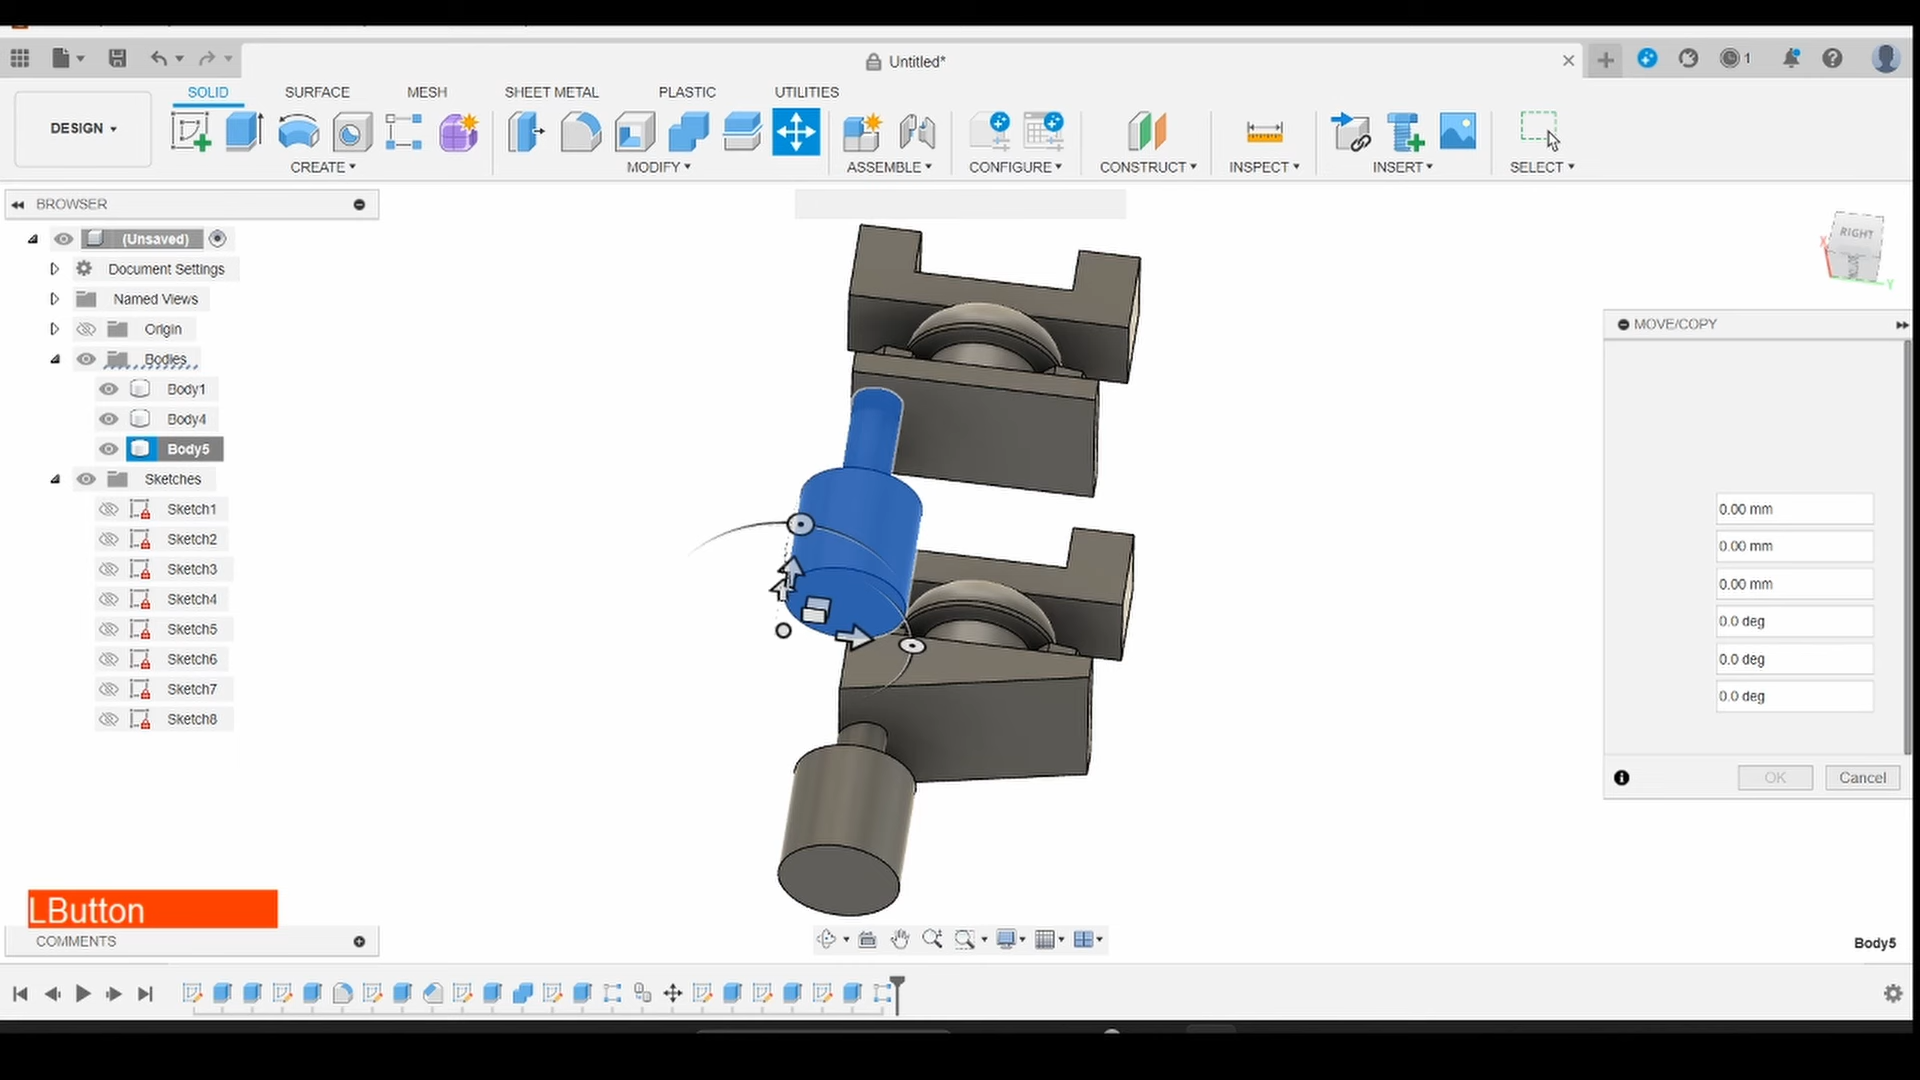 Untitled*
1
DESIGN
SOLID
SURFACE
MESH
SHEET METAL
PLASTIC
UTILITIES
CREATE
MODIFY
ASSEMBLE
CONFIGURE
CONSTRUCT
INSPECT
INSERT
SELECT
BROWSER
(Unsaved)
Document Settings
Named Views
Origin
Bodies
Body1
Body4
Body5
Sketches
Sketch1
Sketch2
Sketch3
Sketch4
Sketch5
Sketch6
Sketch7
Sketch8
RIGHT
X
Y
MOVE/COPY
0.00 mm
0.00 mm
0.00 mm
0.0 deg
0.0 deg
0.0 deg
OK
Cancel
LButton
COMMENTS
Body5